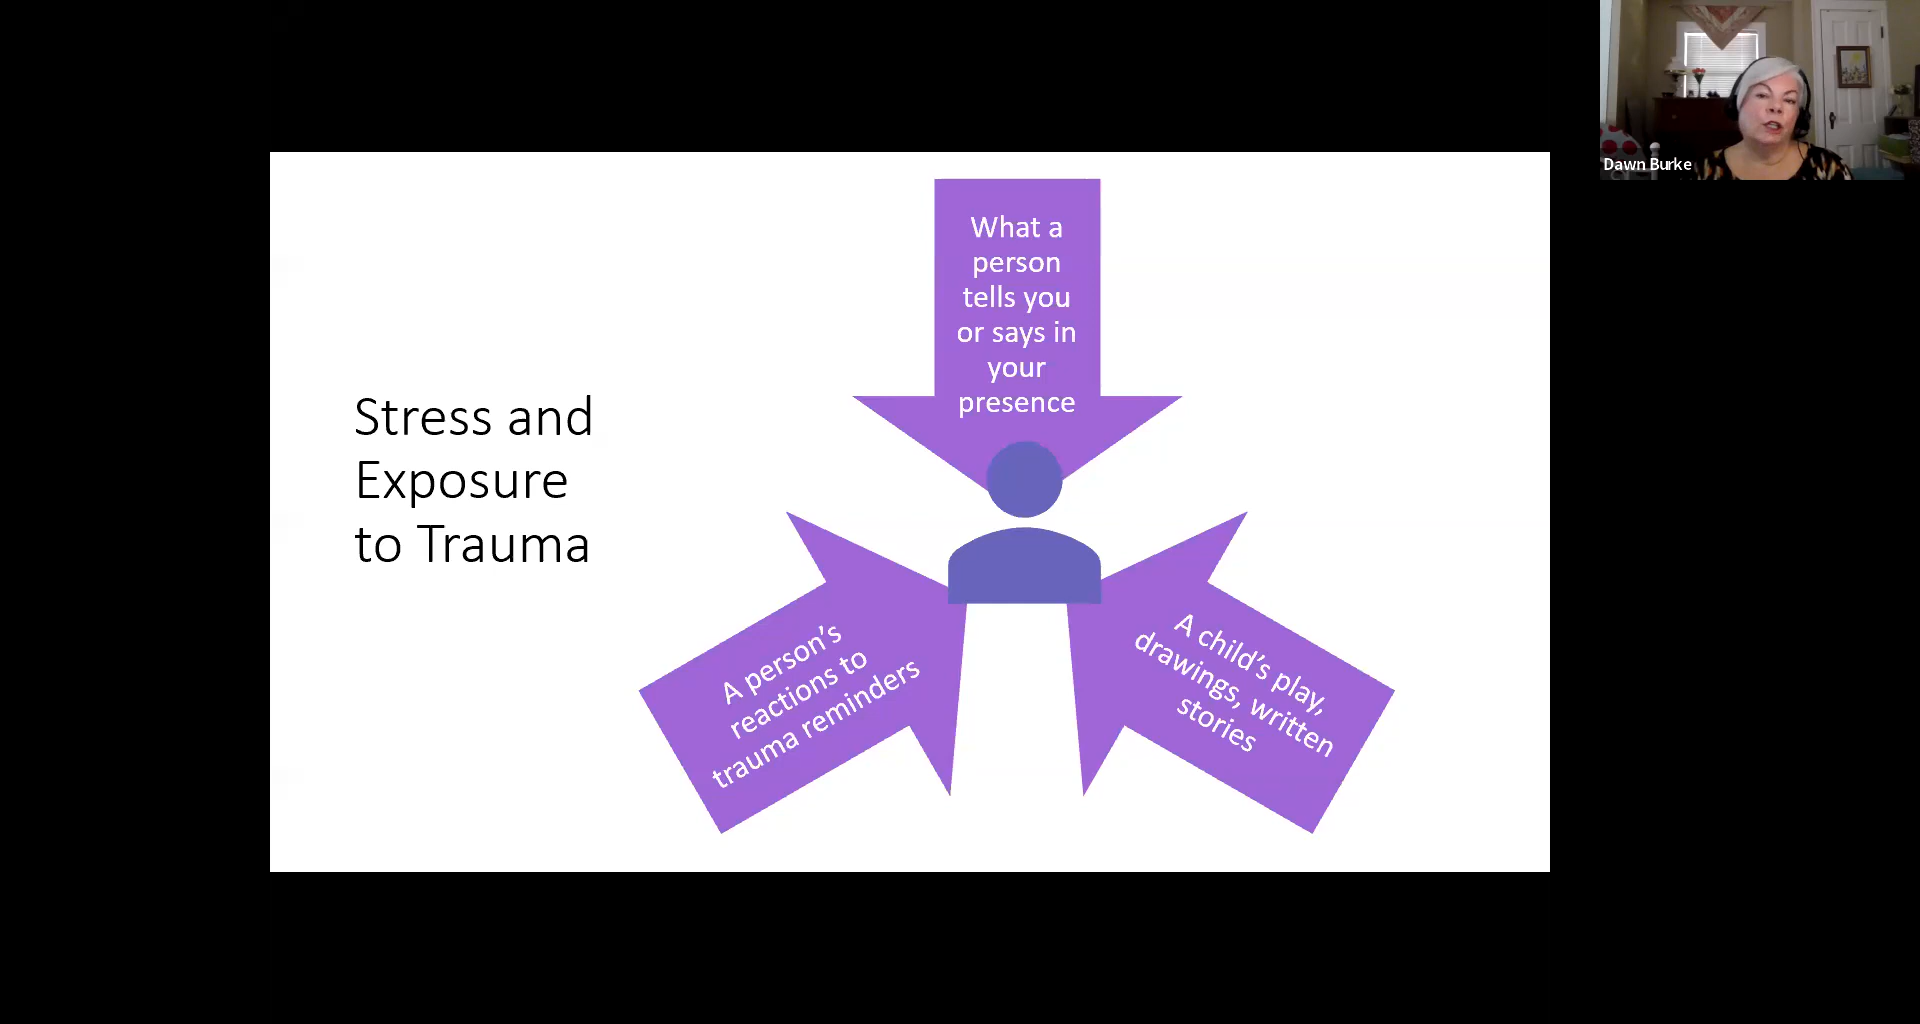 Dawn Burke
Stress and
Exposure
to Trauma
What a
person
tells you
or says in
your
presence
A person’s
reactions to
trauma reminders
A child’s play,
drawings, written
stories